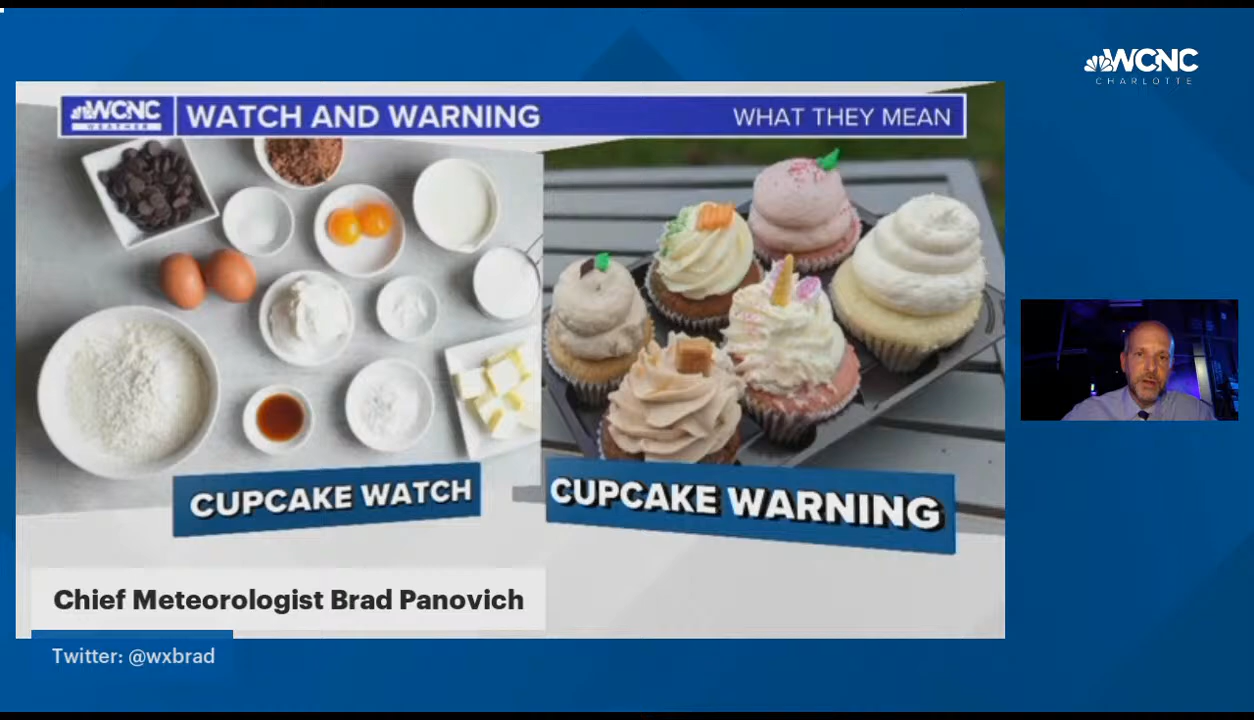 WCNC
CHARLOTTE
WCNC
WEATHER
WATCH AND WARNING
WHAT THEY MEAN
CUPCAKE WATCH
CUPCAKE WARNING
Chief Meteorologist Brad Panovich
Twitter: @wxbrad